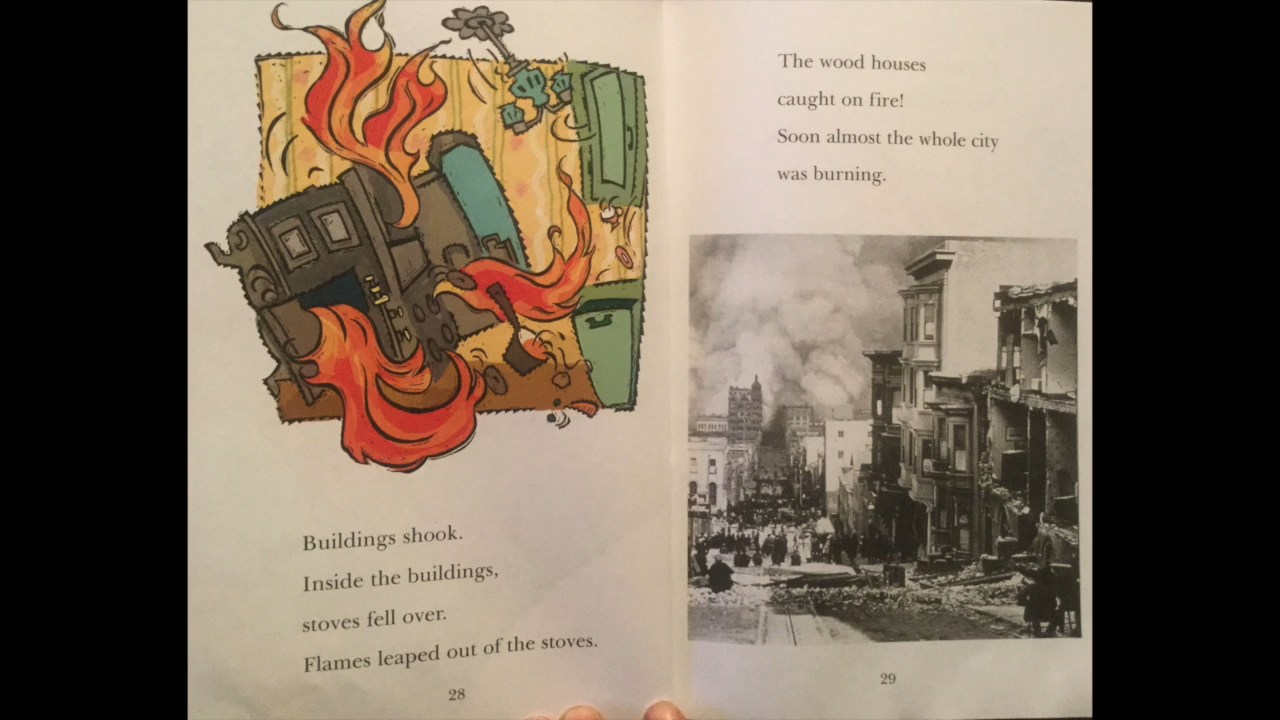 Buildings shook.
Inside the buildings,
stoves fell over.
Flames leaped out of the stoves.
28
The wood houses
caught on fire!
Soon almost the whole city
was burning.
29